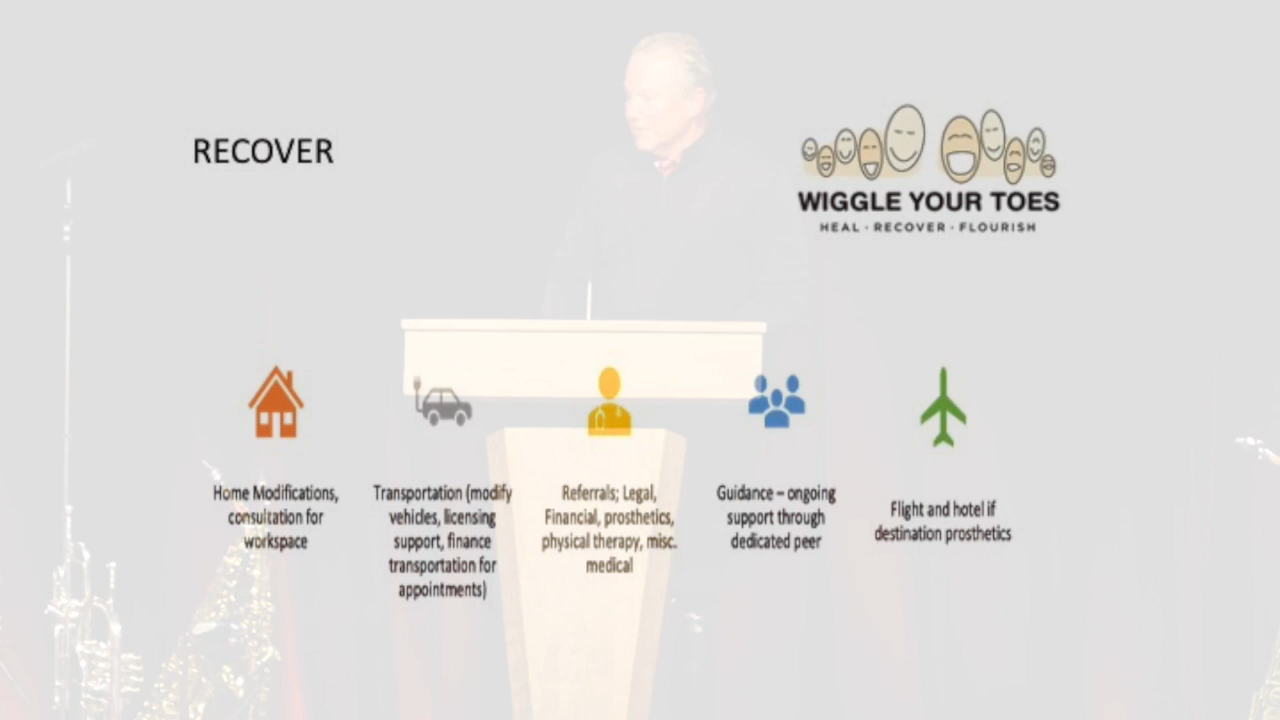 RECOVER
WIGGLE YOUR TOES
HEAL · RECOVER · FLOURISH
Home Modifications,
consultation for
workspace
Transportation (modify
vehicles, licensing
support, finance
transportation for
appointments)
Referrals; Legal,
Financial, prosthetics,
physical therapy, misc.
medical
Guidance – ongoing
support through
dedicated peer
Flight and hotel if
destination prosthetics